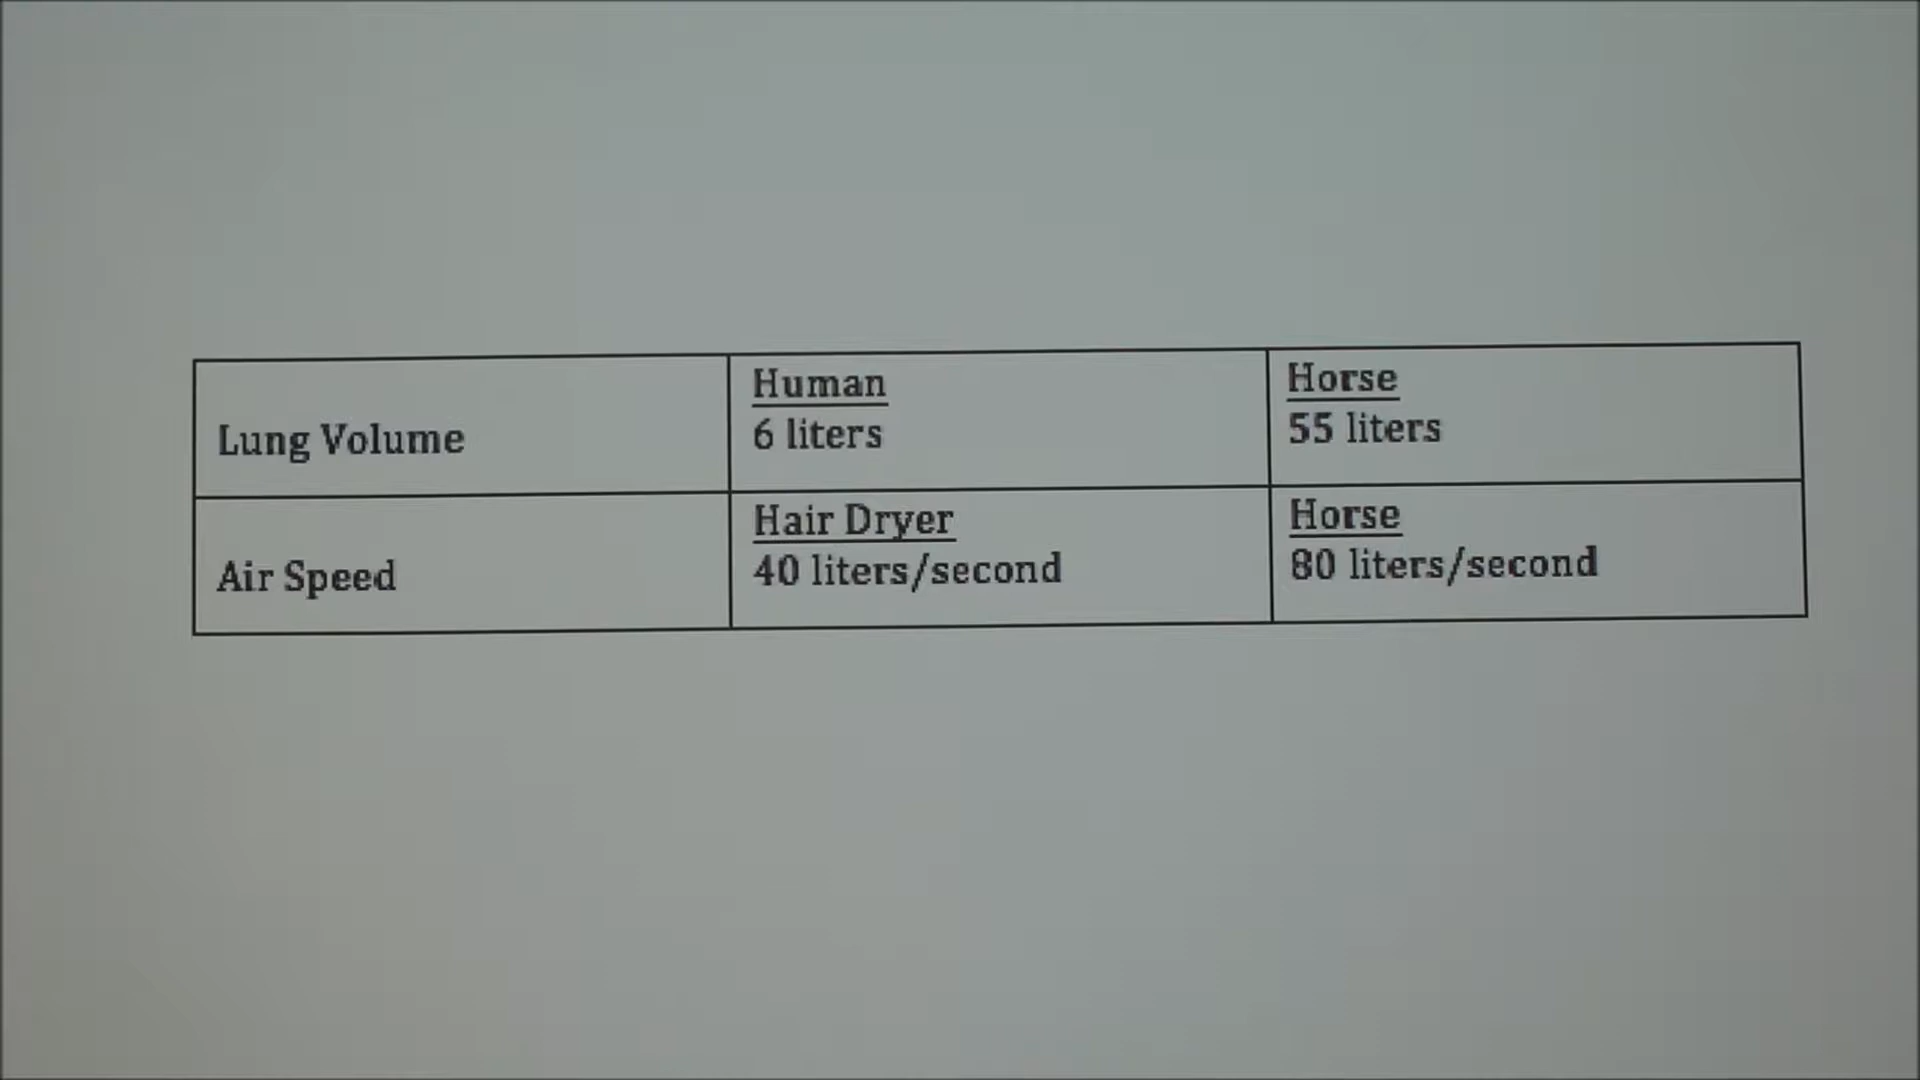 Lung Volume
Human
6 liters
Horse
55 liters
Air Speed
Hair Dryer
40 liters/second
Horse
80 liters/second